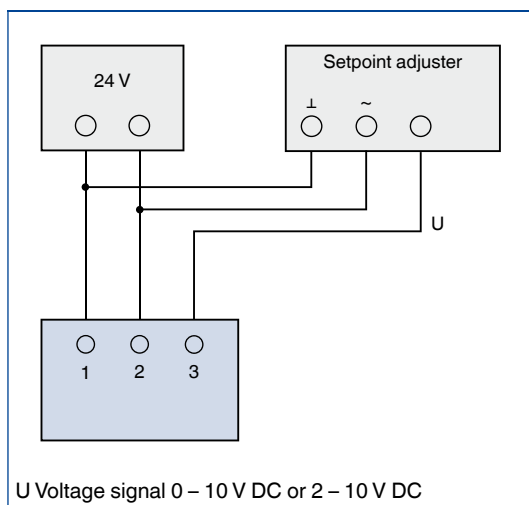 24 V
Setpoint adjuster
⊥ ~
U
1 2 3
U Voltage signal 0 – 10 V DC or 2 – 10 V DC